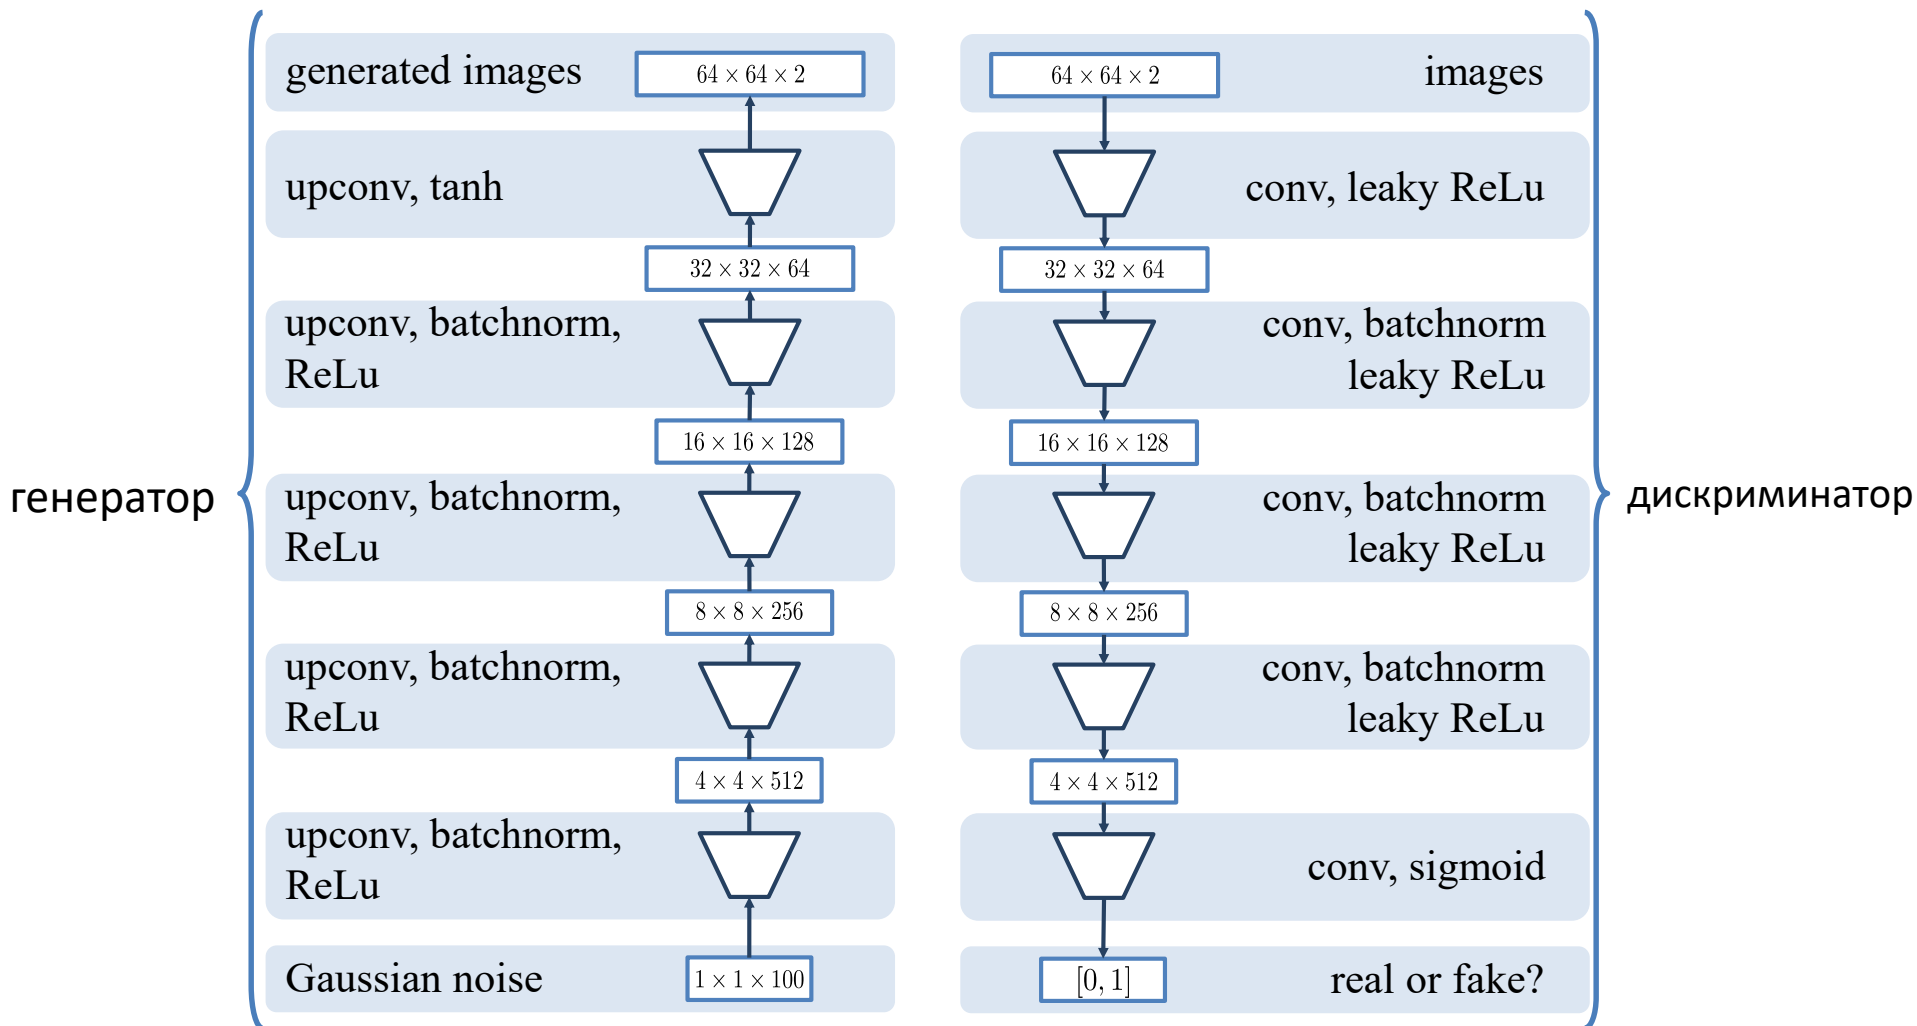 генератор
generated images
64 × 64 × 2
upconv, tanh
32 × 32 × 64
upconv, batchnorm,
ReLu
16 × 16 × 128
upconv, batchnorm,
ReLu
8 × 8 × 256
upconv, batchnorm,
ReLu
4 × 4 × 512
upconv, batchnorm,
ReLu
Gaussian noise
1 × 1 × 100
64 × 64 × 2
images
conv, leaky ReLu
32 × 32 × 64
conv, batchnorm
leaky ReLu
16 × 16 × 128
conv, batchnorm
leaky ReLu
8 × 8 × 256
conv, batchnorm
leaky ReLu
4 × 4 × 512
conv, sigmoid
[0, 1]
real or fake?
дискриминатор